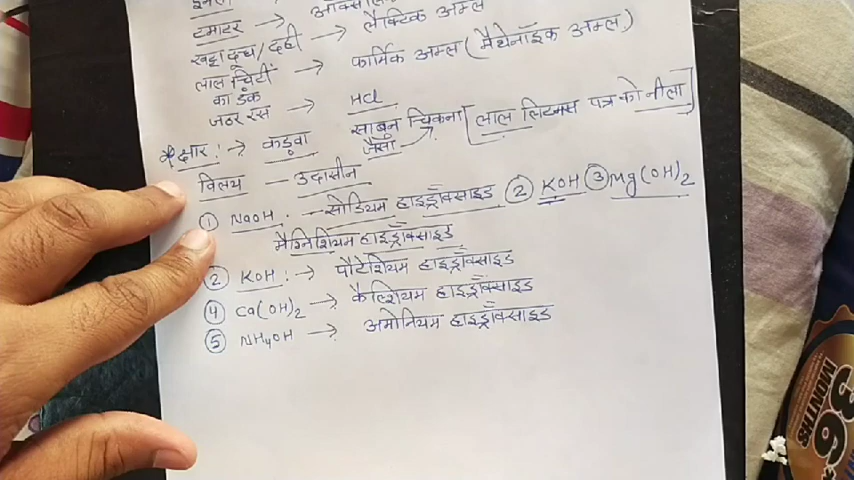 टमाटर → ऑक्सालिक
खट्टा दूध/दही → लैक्टिक अम्ल
लाल चिटीं → फार्मिक अम्ल (मैथेनॉइक अम्ल)
का डंक
जठर रस → HCl
* क्षार :→ कड़वा साबुन चिकना [लाल लिटमस पत्र को नीला]
जैसी
विलय — उदासीन
① NaOH. — सोडियम हाइड्रॉक्साइड ② KOH ③ Mg(OH)2
मैग्निशियम हाइड्रॉक्साइड
② KOH :→ पौटेशियम हाइड्रॉक्साइड
④ Ca(OH)2 → कैल्शियम हाइड्रॉक्साइड
⑤ NH4OH → अमोनियम हाइड्रॉक्साइड
36
MONTHS